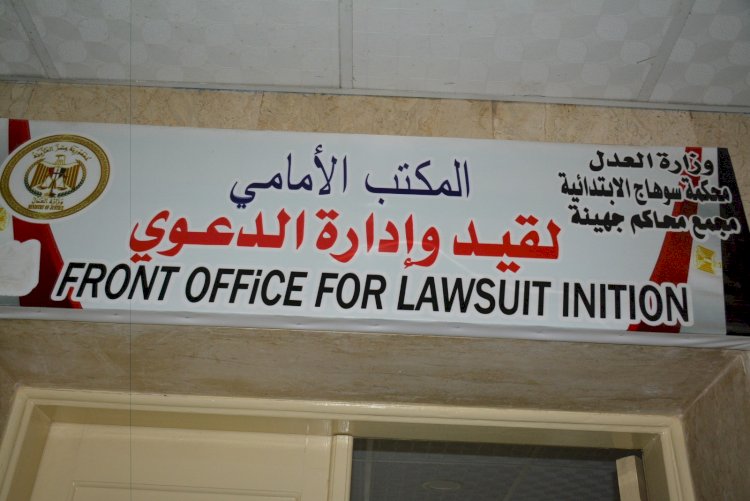 وزارة العدل
محكمة سوهاج الابتدائية
مجمع محاكم جهينة
المكتب الأمامي
لقيد وإدارة الدعوي
FRONT OFFiCE FOR LAWSUIT INITION